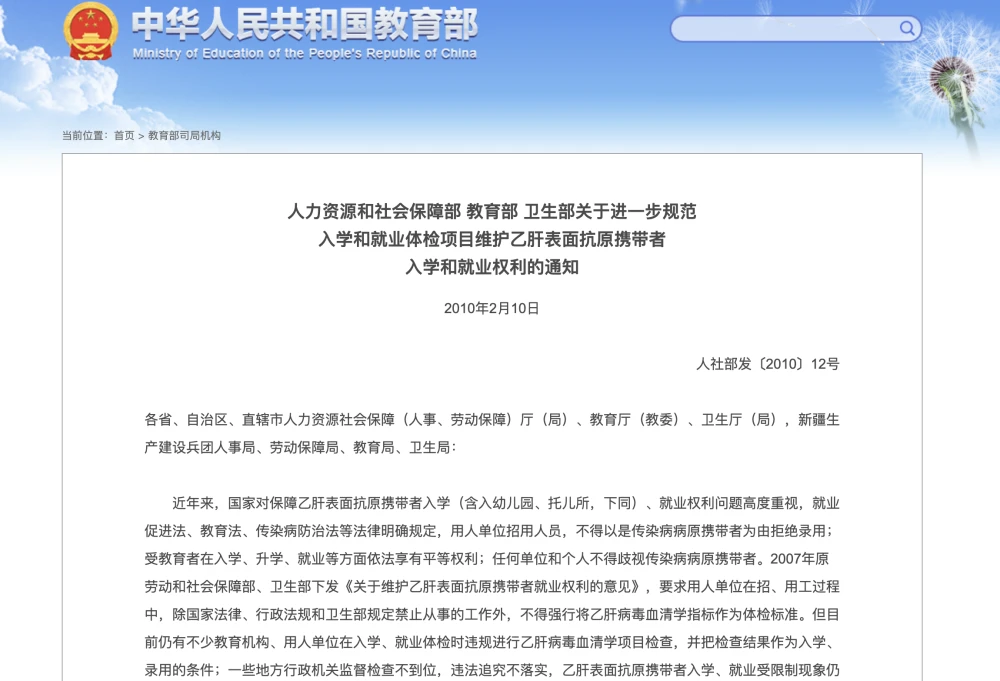 中华人民共和国教育部
Ministry of Education of the People's Republic of China
当前位置：首页 > 教育部司局机构
人力资源和社会保障部 教育部 卫生部关于进一步规范
入学和就业体检项目维护乙肝表面抗原携带者
入学和就业权利的通知
2010年2月10日
人社部发〔2010〕12号
各省、自治区、直辖市人力资源社会保障（人事、劳动保障）厅（局）、教育厅（教委）、卫生厅（局），新疆生
产建设兵团人事局、劳动保障局、教育局、卫生局：
近年来，国家对保障乙肝表面抗原携带者入学（含入幼儿园、托儿所，下同）、就业权利问题高度重视，就业
促进法、教育法、传染病防治法等法律明确规定，用人单位招用人员，不得以是传染病病原携带者为由拒绝录用；
受教育者在入学、升学、就业等方面依法享有平等权利；任何单位和个人不得歧视传染病病原携带者。2007年原
劳动和社会保障部、卫生部下发《关于维护乙肝表面抗原携带者就业权利的意见》，要求用人单位在招、用工过程
中，除国家法律、行政法规和卫生部规定禁止从事的工作外，不得强行将乙肝病毒血清学指标作为体检标准。但目
前仍有不少教育机构、用人单位在入学、就业体检时违规进行乙肝病毒血清学项目检查，并把检查结果作为入学、
录用的条件；一些地方行政机关监督检查不到位，违法追究不落实，乙肝表面抗原携带者入学、就业受限制现象仍